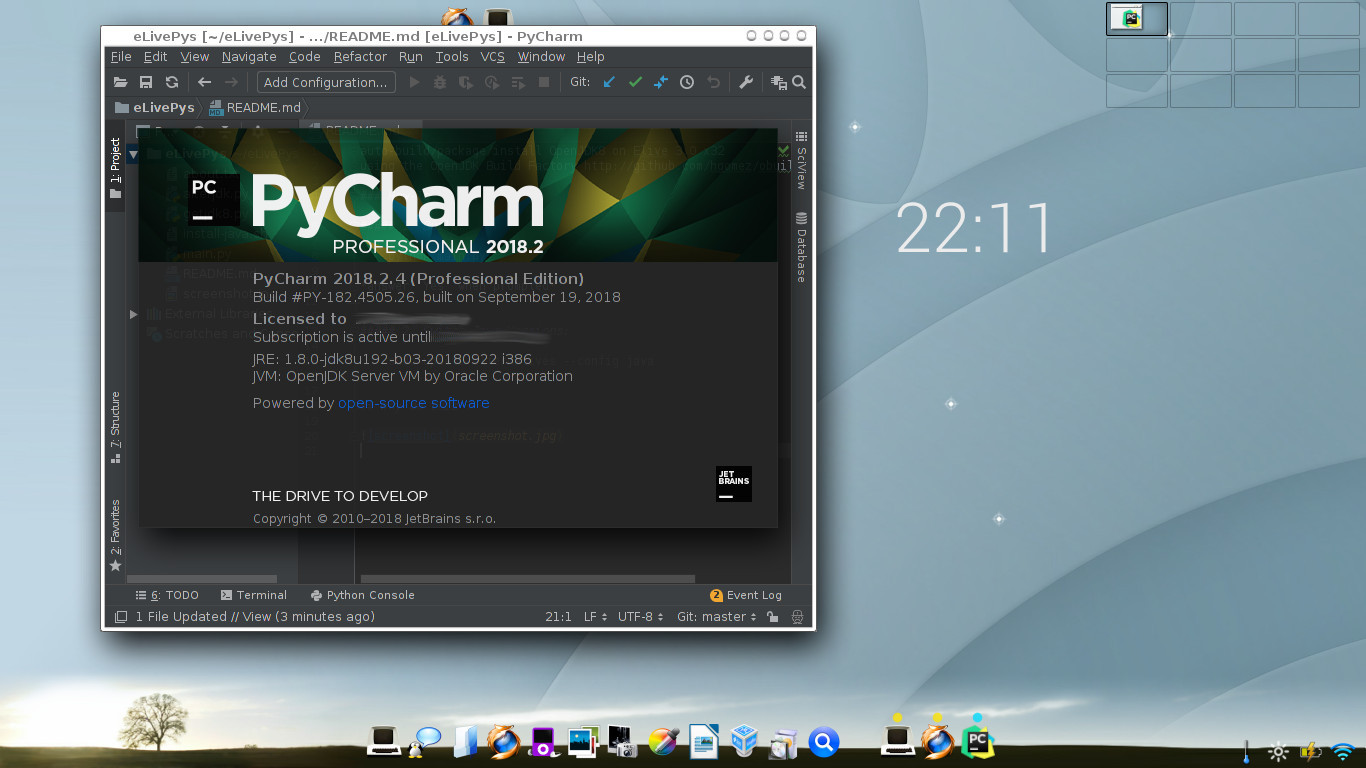 eLivePys [~/eLivePys] - .../README.md [eLivePys] - PyCharm
File Edit View Navigate Code Refactor Run Tools VCS Window Help
Add Configuration... Git:
eLivePys README.md
1: Project
7: Structure
2: Favorites
SciView
Database
PC
PyCharm
PROFESSIONAL 2018.2
PyCharm 2018.2.4 (Professional Edition)
Build #PY-182.4505.26, built on September 19, 2018
Licensed to
Subscription is active until
JRE: 1.8.0-jdk8u192-b03-20180922 i386
JVM: OpenJDK Server VM by Oracle Corporation
Powered by open-source software
THE DRIVE TO DEVELOP
JET
BRAINS
Copyright © 2010–2018 JetBrains s.r.o.
6: TODO Terminal Python Console 2 Event Log
1 File Updated // View (3 minutes ago) 21:1 LF UTF-8 Git: master
22:11
PC